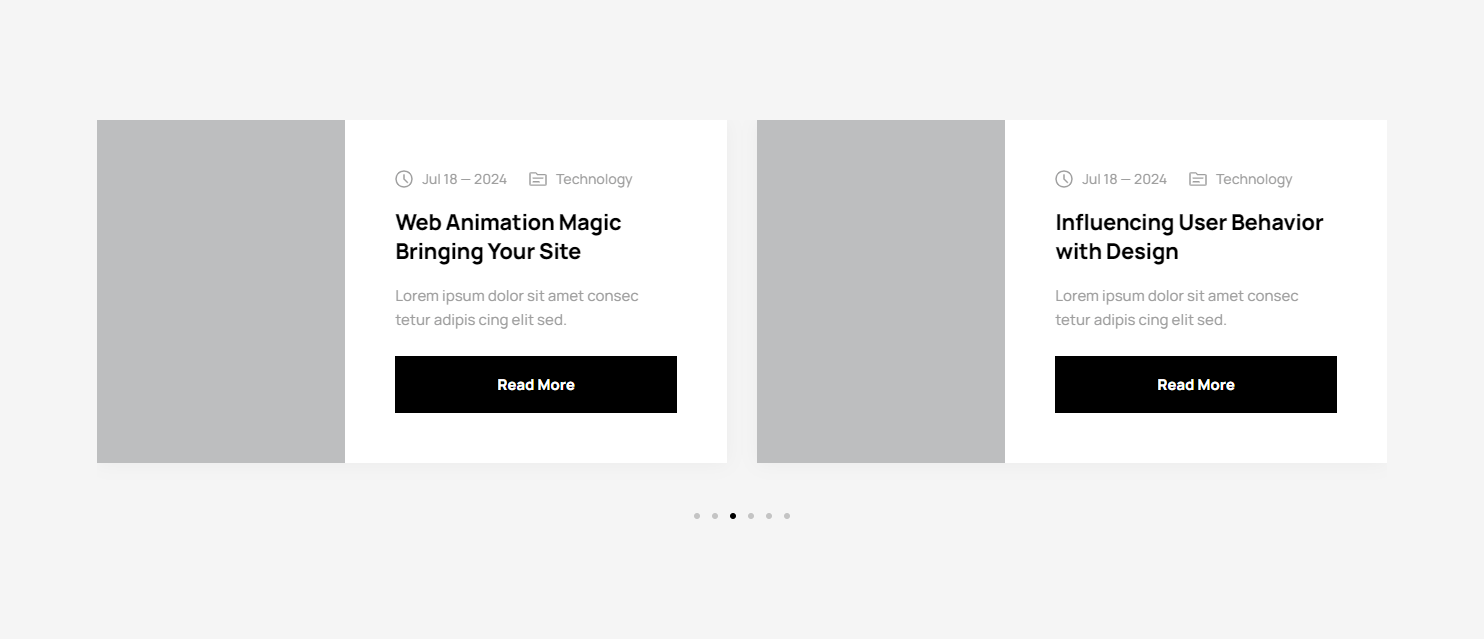 Jul 18 — 2024 Technology
Web Animation Magic
Bringing Your Site
Lorem ipsum dolor sit amet consec
tetur adipis cing elit sed.
Read More
Jul 18 — 2024 Technology
Influencing User Behavior
with Design
Lorem ipsum dolor sit amet consec
tetur adipis cing elit sed.
Read More